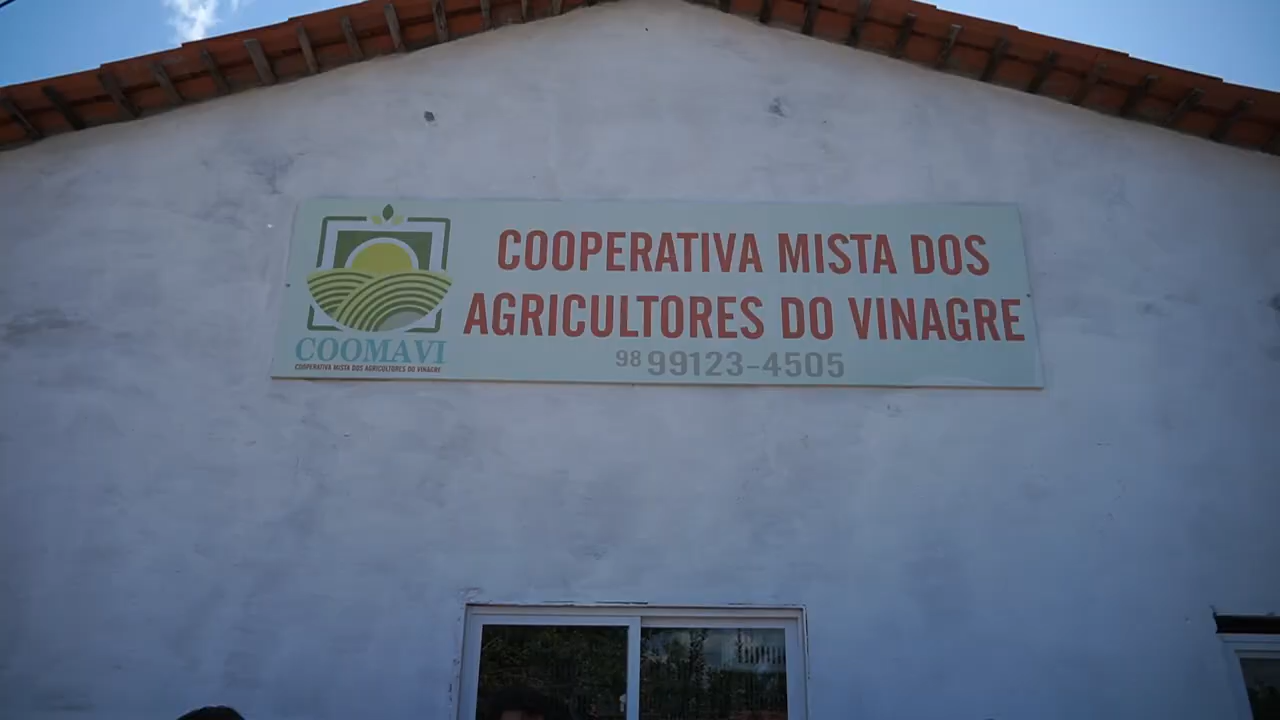 COOPERATIVA MISTA DOS
AGRICULTORES DO VINAGRE
98 99123-4505
COOMAVI
COOPERATIVA MISTA DOS AGRICULTORES DO VINAGRE